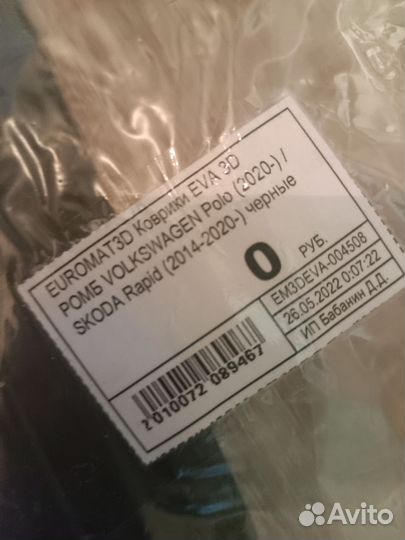 EUROMAT3D Коврики EVA 3D
РОМБ VOLKSWAGEN Polo (2020-) /
SKODA Rapid (2014-2020-) черные
0 РУБ.
2 010072 089467
EM3DEVA-004508
26.05.2022 0:07:22
ИП Бабанин Д.Д.
Avito